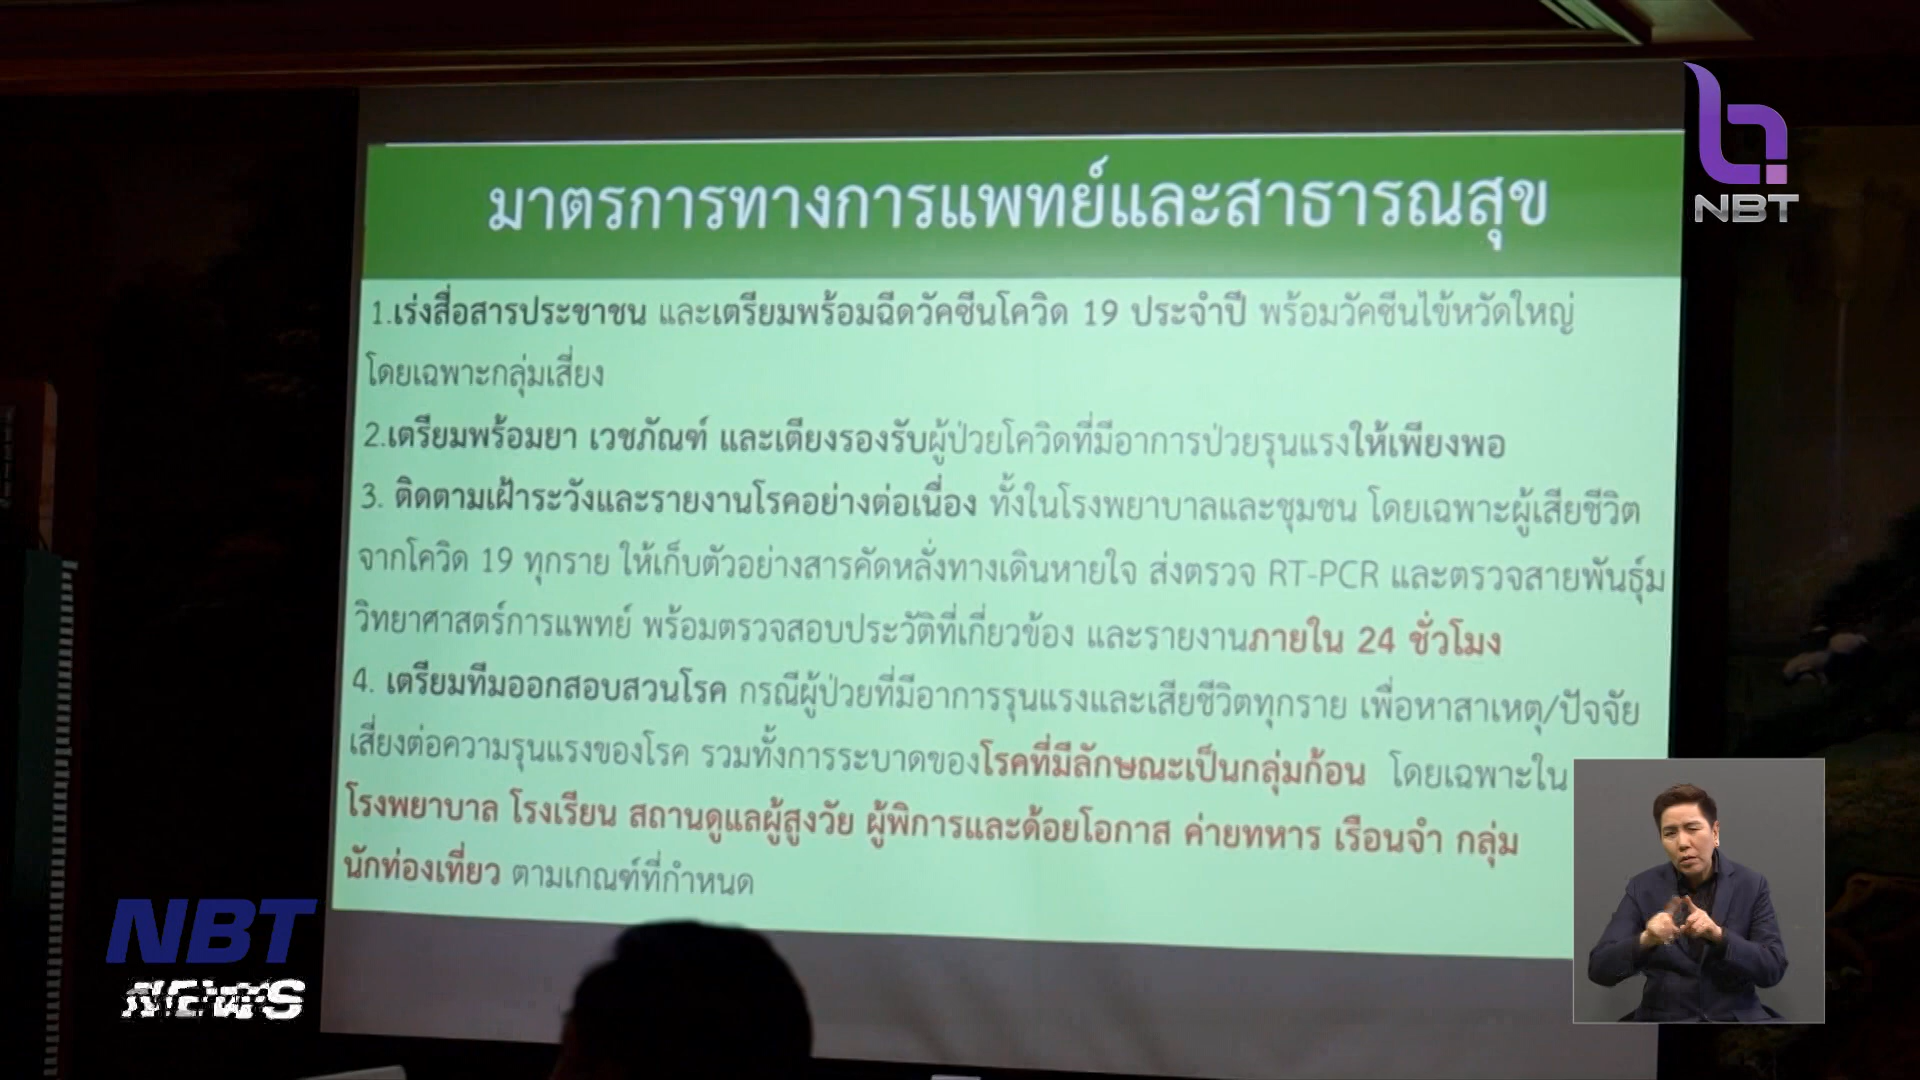 NBT
มาตรการทางการแพทย์และสาธารณสุข
1.เร่งสื่อสารประชาชน และเตรียมพร้อมฉีดวัคซีนโควิด 19 ประจำปี พร้อมวัคซีนไข้หวัดใหญ่
โดยเฉพาะกลุ่มเสี่ยง
2.เตรียมพร้อมยา เวชภัณฑ์ และเตียงรองรับผู้ป่วยโควิดที่มีอาการป่วยรุนแรงให้เพียงพอ
3. ติดตามเฝ้าระวังและรายงานโรคอย่างต่อเนื่อง ทั้งในโรงพยาบาลและชุมชน โดยเฉพาะผู้เสียชีวิต
จากโควิด 19 ทุกราย ให้เก็บตัวอย่างสารคัดหลั่งทางเดินหายใจ ส่งตรวจ RT-PCR และตรวจสายพันธุ์ม
วิทยาศาสตร์การแพทย์ พร้อมตรวจสอบประวัติที่เกี่ยวข้อง และรายงานภายใน 24 ชั่วโมง
4. เตรียมทีมออกสอบสวนโรค กรณีผู้ป่วยที่มีอาการรุนแรงและเสียชีวิตทุกราย เพื่อหาสาเหตุ/ปัจจัย
เสี่ยงต่อความรุนแรงของโรค รวมทั้งการระบาดของโรคที่มีลักษณะเป็นกลุ่มก้อน โดยเฉพาะใน
โรงพยาบาล โรงเรียน สถานดูแลผู้สูงวัย ผู้พิการและด้อยโอกาส ค่ายทหาร เรือนจำ กลุ่ม
นักท่องเที่ยว ตามเกณฑ์ที่กำหนด
NBT
NEWS